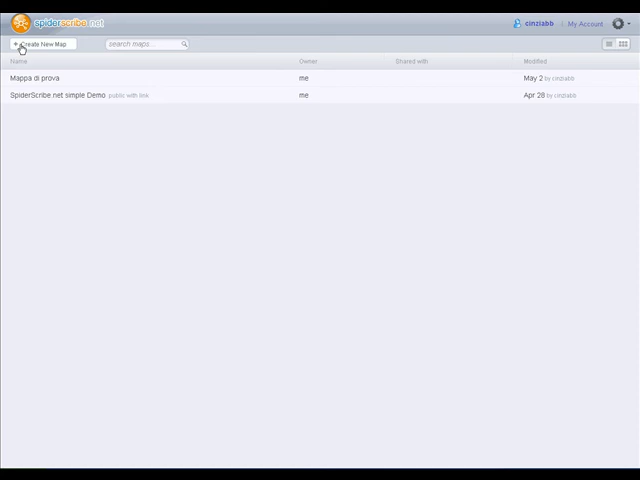 spiderscribe.net
cinziabb | My Account
+ Create New Map
search maps...
Name Owner Shared with Modified
Mappa di prova me May 2 by cinziabb
SpiderScribe.net simple Demo public with link me Apr 28 by cinziabb